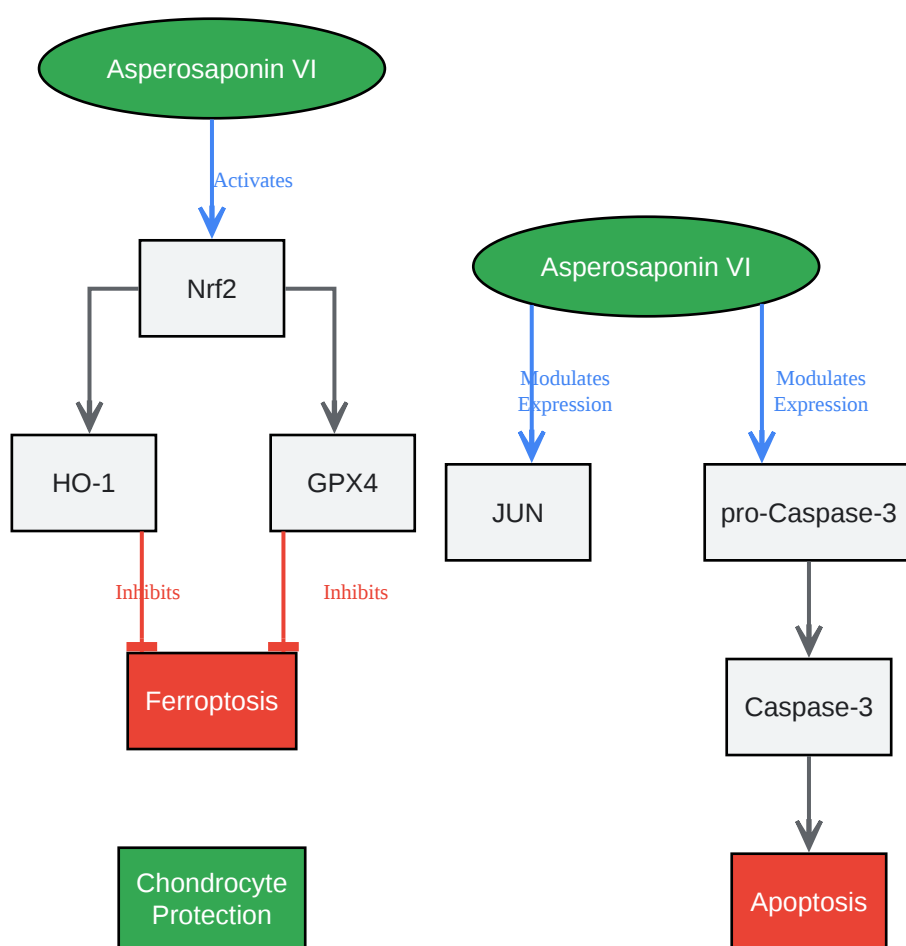 Asperosaponin VI
Activates
Nrf2
HO-1
GPX4
Inhibits
Inhibits
Ferroptosis
Chondrocyte
Protection
Asperosaponin VI
Modulates
Expression
Modulates
Expression
JUN
pro-Caspase-3
Caspase-3
Apoptosis